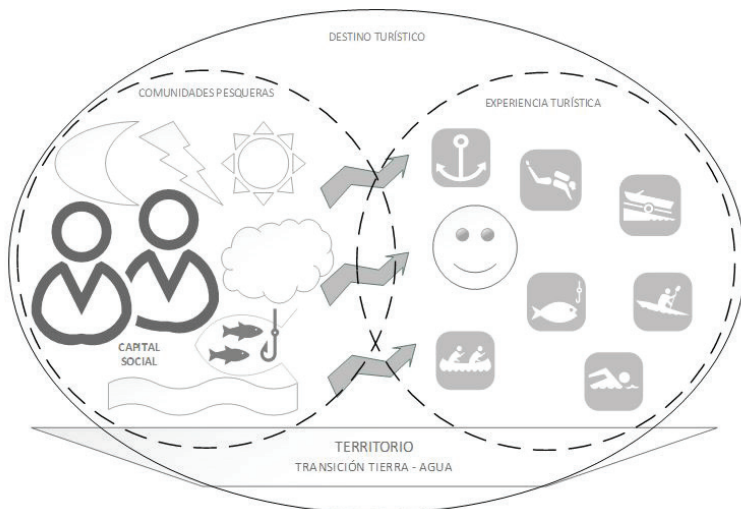 DESTINO TURÍSTICO
COMUNIDADES PESQUERAS
EXPERIENCIA TURÍSTICA
CAPITAL
SOCIAL
TERRITORIO
TRANSICIÓN TIERRA - AGUA